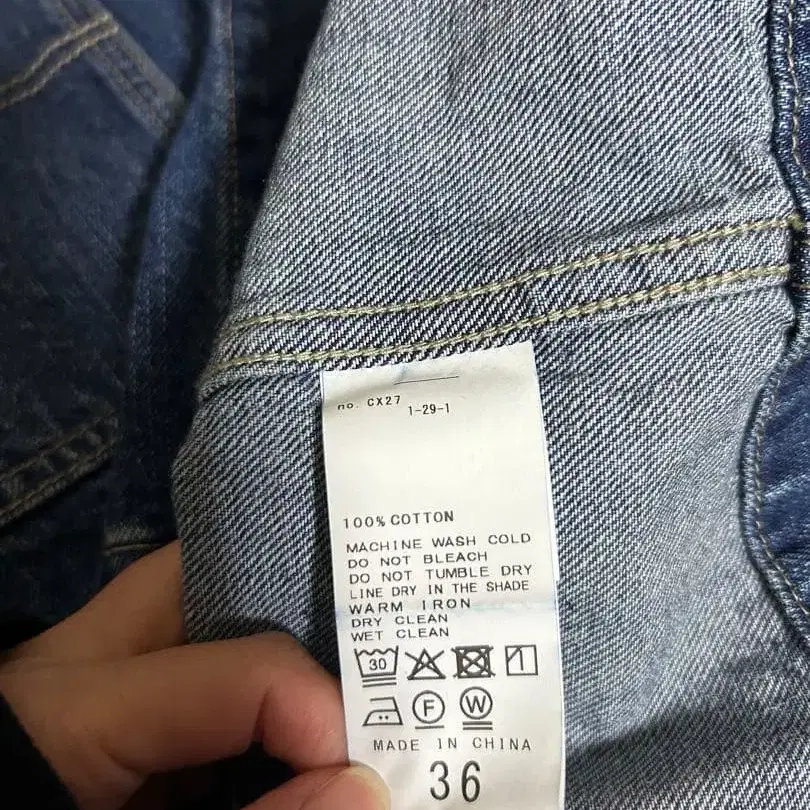 no. CX27
1-29-1
100% COTTON
MACHINE WASH COLD
DO NOT BLEACH
DO NOT TUMBLE DRY
LINE DRY IN THE SHADE
WARM IRON
DRY CLEAN
WET CLEAN
30
F W
MADE IN CHINA
36